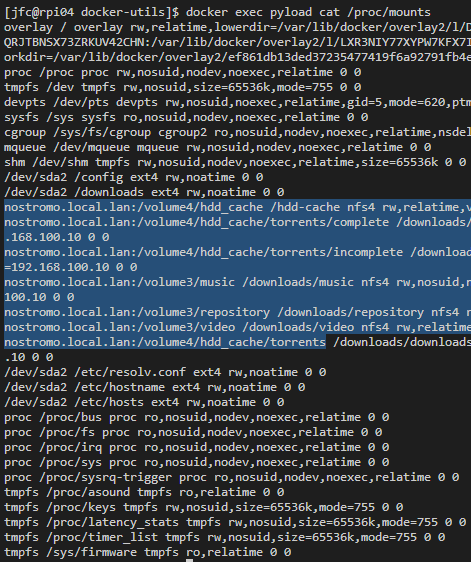 [jfc@rpi04 docker-utils]$ docker exec pyload cat /proc/mounts
overlay / overlay rw,relatime,lowerdir=/var/lib/docker/overlay2/l/D
QRJTBNSX73ZRKUV42CHN:/var/lib/docker/overlay2/l/LXR3NIY77XYPW7KFX7I
orkdir=/var/lib/docker/overlay2/ef861db13ded37235477419f6a92791fb4e
proc /proc proc rw,nosuid,nodev,noexec,relatime 0 0
tmpfs /dev tmpfs rw,nosuid,size=65536k,mode=755 0 0
devpts /dev/pts devpts rw,nosuid,noexec,relatime,gid=5,mode=620,ptm
sysfs /sys sysfs ro,nosuid,nodev,noexec,relatime 0 0
cgroup /sys/fs/cgroup cgroup2 ro,nosuid,nodev,noexec,relatime,nsdel
mqueue /dev/mqueue mqueue rw,nosuid,nodev,noexec,relatime 0 0
shm /dev/shm tmpfs rw,nosuid,nodev,noexec,relatime,size=65536k 0 0
/dev/sda2 /config ext4 rw,noatime 0 0
/dev/sda2 /downloads ext4 rw,noatime 0 0
nostromo.local.lan:/volume4/hdd_cache /hdd-cache nfs4 rw,relatime,v
nostromo.local.lan:/volume4/hdd_cache/torrents/complete /downloads/
.168.100.10 0 0
nostromo.local.lan:/volume4/hdd_cache/torrents/incomplete /download
=192.168.100.10 0 0
nostromo.local.lan:/volume3/music /downloads/music nfs4 rw,nosuid,n
100.10 0 0
nostromo.local.lan:/volume3/repository /downloads/repository nfs4 r
nostromo.local.lan:/volume3/video /downloads/video nfs4 rw,relatime
nostromo.local.lan:/volume4/hdd_cache/torrents /downloads/downloads
.10 0 0
/dev/sda2 /etc/resolv.conf ext4 rw,noatime 0 0
/dev/sda2 /etc/hostname ext4 rw,noatime 0 0
/dev/sda2 /etc/hosts ext4 rw,noatime 0 0
proc /proc/bus proc ro,nosuid,nodev,noexec,relatime 0 0
proc /proc/fs proc ro,nosuid,nodev,noexec,relatime 0 0
proc /proc/irq proc ro,nosuid,nodev,noexec,relatime 0 0
proc /proc/sys proc ro,nosuid,nodev,noexec,relatime 0 0
proc /proc/sysrq-trigger proc ro,nosuid,nodev,noexec,relatime 0 0
tmpfs /proc/asound tmpfs ro,relatime 0 0
tmpfs /proc/keys tmpfs rw,nosuid,size=65536k,mode=755 0 0
tmpfs /proc/latency_stats tmpfs rw,nosuid,size=65536k,mode=755 0 0
tmpfs /proc/timer_list tmpfs rw,nosuid,size=65536k,mode=755 0 0
tmpfs /sys/firmware tmpfs ro,relatime 0 0